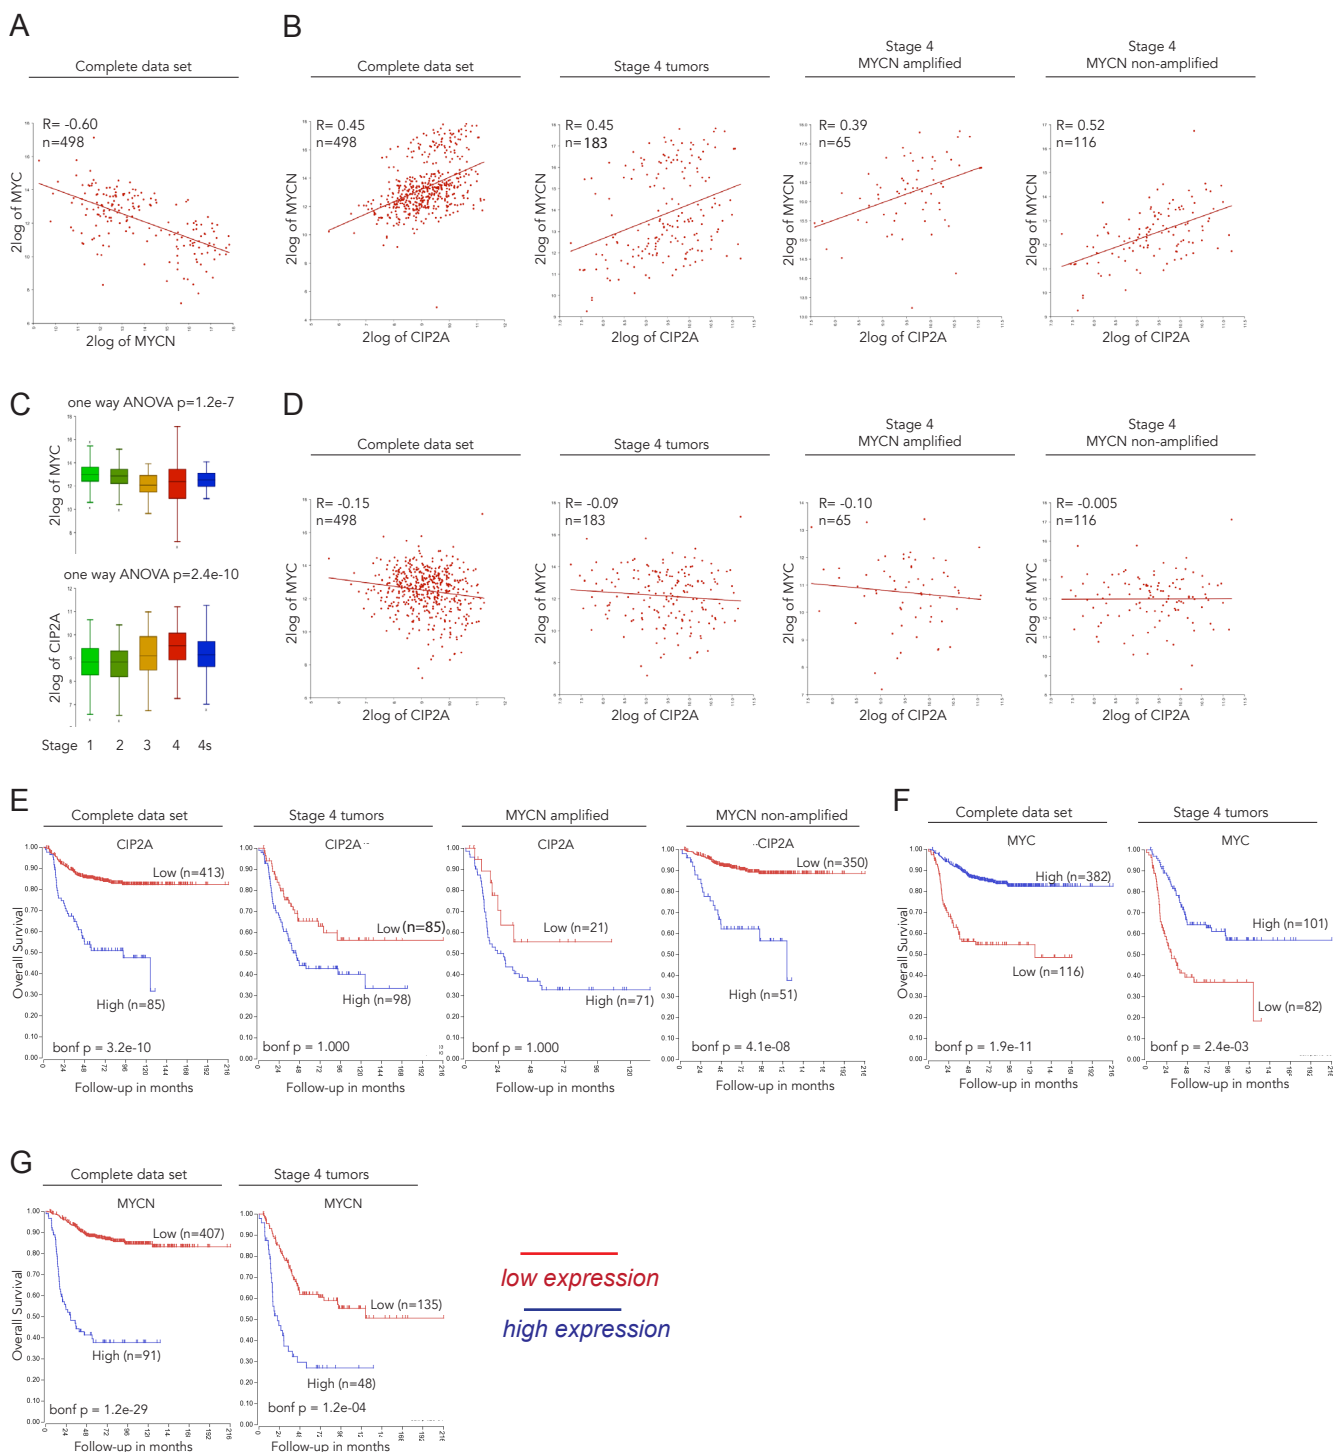 A
Complete data set
R= -0.60
n=498
2log of MYC
2log of MYCN
B
Complete data set
R= 0.45
n=498
2log of MYCN
2log of CIP2A
Stage 4 tumors
R= 0.45
n=183
2log of MYCN
2log of CIP2A
Stage 4
MYCN amplified
R= 0.39
n=65
2log of MYCN
2log of CIP2A
Stage 4
MYCN non-amplified
R= 0.52
n=116
2log of MYCN
2log of CIP2A
C
one way ANOVA p=1.2e-7
2log of MYC
one way ANOVA p=2.4e-10
2log of CIP2A
Stage 1 2 3 4 4s
D
Complete data set
R= -0.15
n=498
2log of MYC
2log of CIP2A
Stage 4 tumors
R= -0.09
n=183
2log of MYC
2log of CIP2A
Stage 4
MYCN amplified
R= -0.10
n=65
2log of MYC
2log of CIP2A
Stage 4
MYCN non-amplified
R= -0.005
n=116
2log of MYC
2log of CIP2A
E
Complete data set
CIP2A
Low (n=413)
High (n=85)
bonf p = 3.2e-10
Overall Survival
Follow-up in months
Stage 4 tumors
CIP2A
Low (n=85)
High (n=98)
bonf p = 1.000
Follow-up in months
MYCN amplified
CIP2A
Low (n=21)
High (n=71)
bonf p = 1.000
Follow-up in months
MYCN non-amplified
CIP2A
Low (n=350)
High (n=51)
bonf p = 4.1e-08
Follow-up in months
F
Complete data set
MYC
High (n=382)
Low (n=116)
bonf p = 1.9e-11
Overall Survival
Follow-up in months
Stage 4 tumors
MYC
High (n=101)
Low (n=82)
bonf p = 2.4e-03
Follow-up in months
G
Complete data set
MYCN
Low (n=407)
High (n=91)
bonf p = 1.2e-29
Overall Survival
Follow-up in months
Stage 4 tumors
MYCN
Low (n=135)
High (n=48)
bonf p = 1.2e-04
Follow-up in months
low expression
high expression